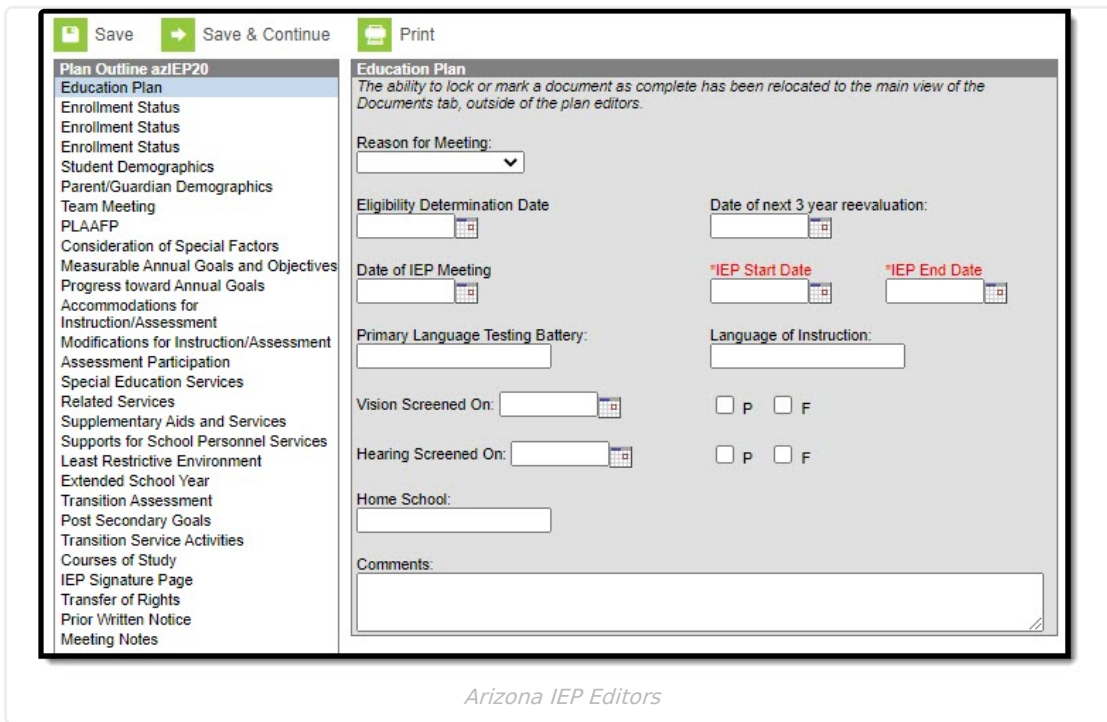 Save Save & Continue Print
Plan Outline azIEP20
Education Plan
Enrollment Status
Enrollment Status
Enrollment Status
Student Demographics
Parent/Guardian Demographics
Team Meeting
PLAAFP
Consideration of Special Factors
Measurable Annual Goals and Objectives
Progress toward Annual Goals
Accommodations for
Instruction/Assessment
Modifications for Instruction/Assessment
Assessment Participation
Special Education Services
Related Services
Supplementary Aids and Services
Supports for School Personnel Services
Least Restrictive Environment
Extended School Year
Transition Assessment
Post Secondary Goals
Transition Service Activities
Courses of Study
IEP Signature Page
Transfer of Rights
Prior Written Notice
Meeting Notes
Education Plan
The ability to lock or mark a document as complete has been relocated to the main view of the
Documents tab, outside of the plan editors.
Reason for Meeting:
Eligibility Determination Date Date of next 3 year reevaluation:
Date of IEP Meeting *IEP Start Date *IEP End Date
Primary Language Testing Battery: Language of Instruction:
Vision Screened On: P F
Hearing Screened On: P F
Home School:
Comments:
Arizona IEP Editors